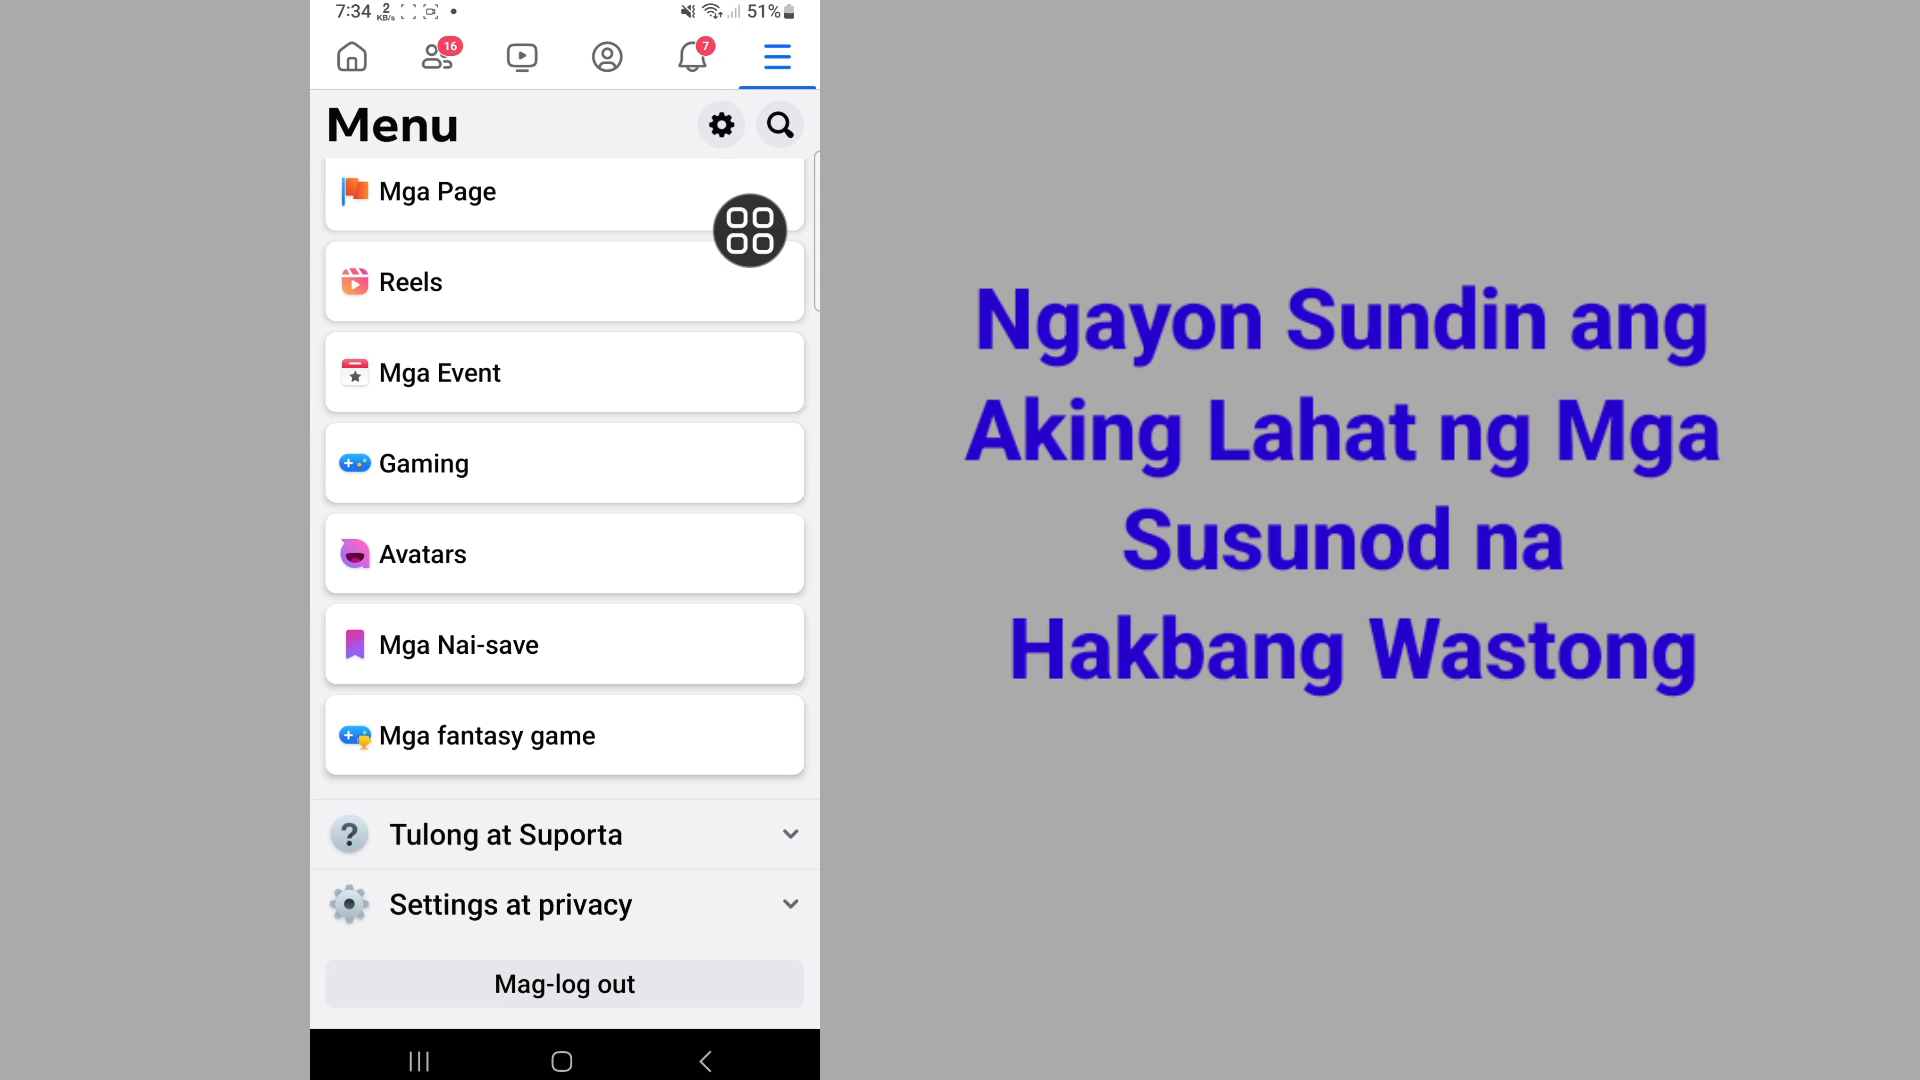 7:34 2 KB/s 51%
16 7
Menu
Mga Page
Reels
Mga Event
Gaming
Avatars
Mga Nai-save
Mga fantasy game
? Tulong at Suporta
Settings at privacy
Mag-log out
Ngayon Sundin ang
Aking Lahat ng Mga
Susunod na
Hakbang Wastong